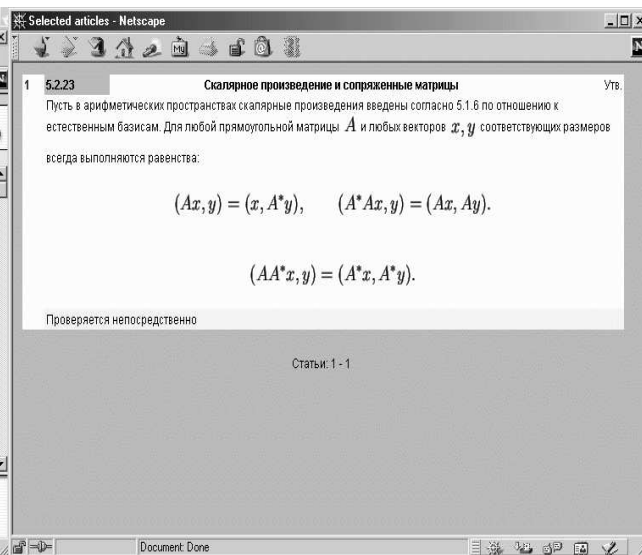 Selected articles - Netscape
My
1 5.2.23 Скалярное произведение и сопряженные матрицы Утв.
Пусть в арифметических пространствах скалярные произведения введены согласно 5.1.6 по отношению к
естественным базисам. Для любой прямоугольной матрицы A и любых векторов x, y соответствующих размеров
всегда выполняются равенства:
(Ax, y) = (x, A*y), (A*Ax, y) = (Ax, Ay).
(AA*x, y) = (A*x, A*y).
Проверяется непосредственно
Статьи: 1 - 1
Document: Done